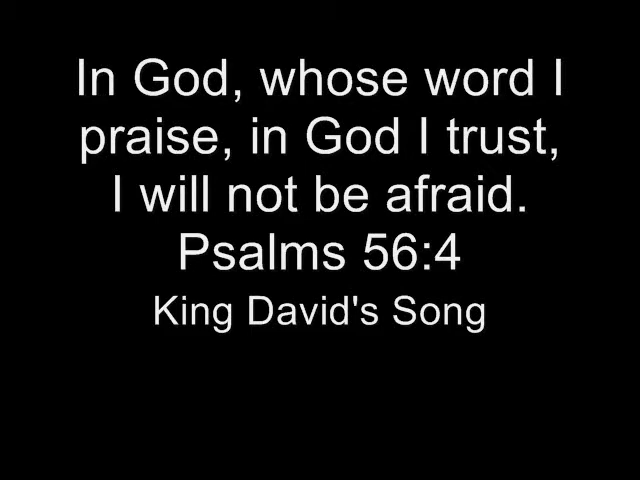 In God, whose word I
praise, in God I trust,
I will not be afraid.
Psalms 56:4
King David's Song